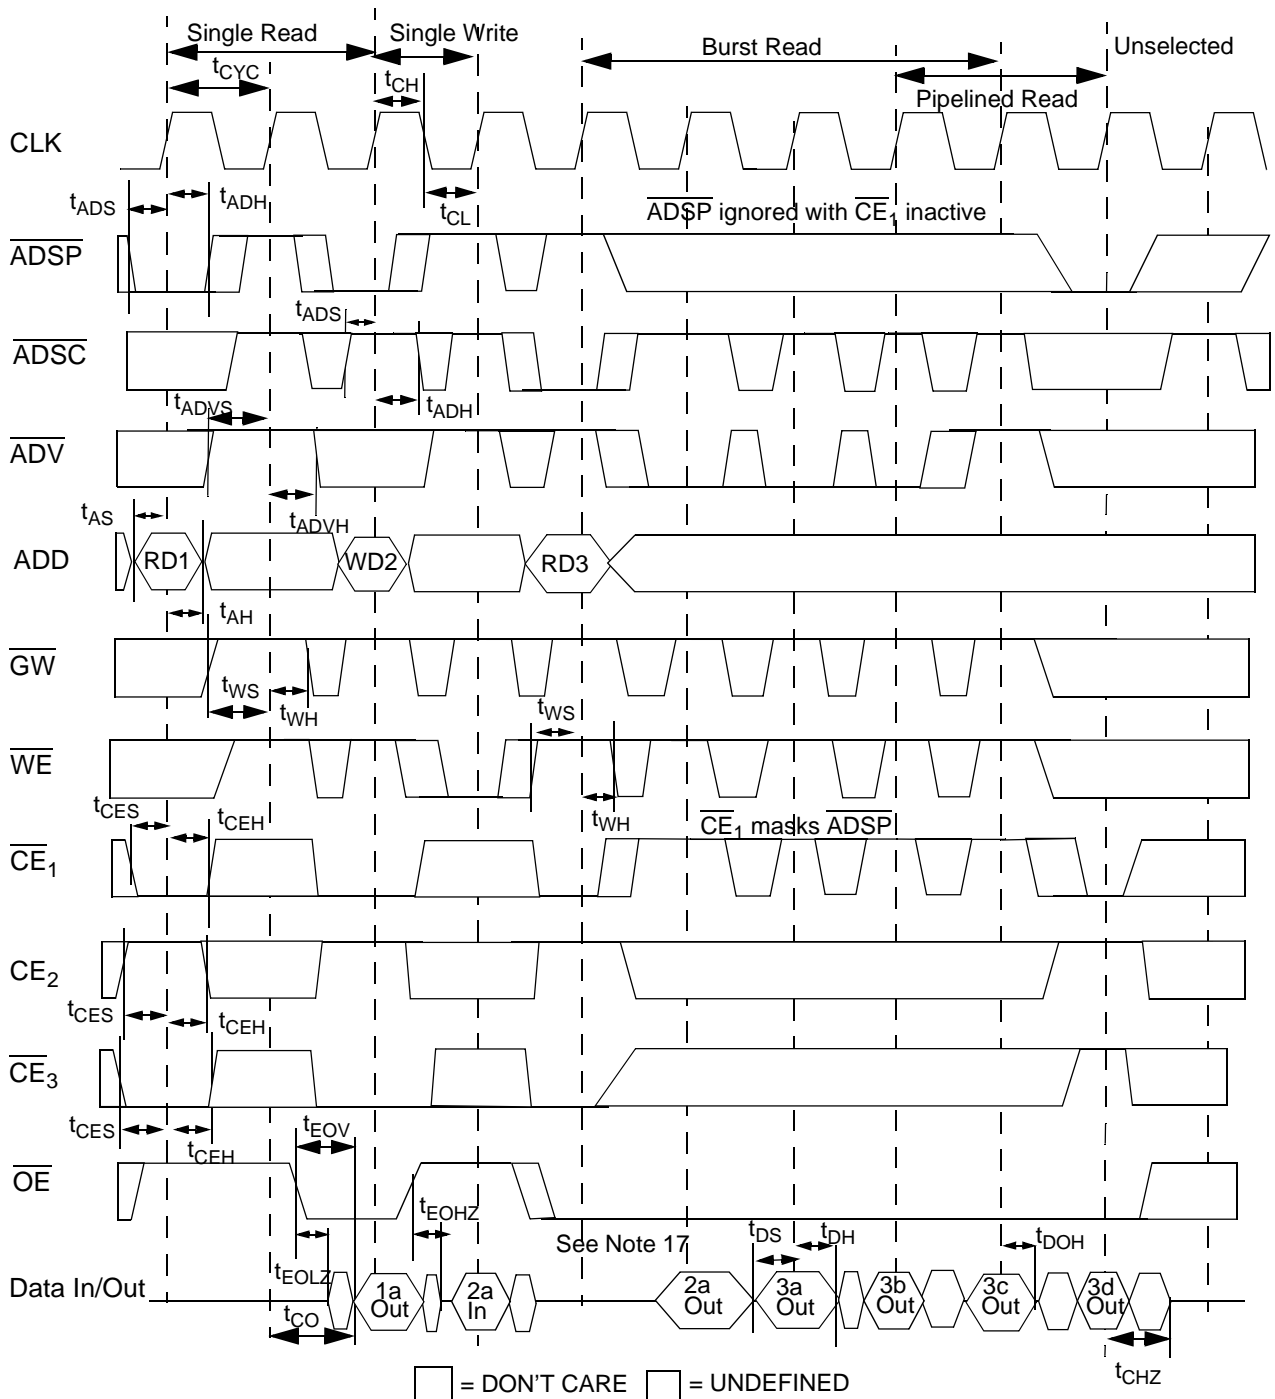 Single Read
Single Write
Burst Read
Unselected
tCYC
tCH
Pipelined Read
CLK
tADS
tADH
tCL
ADSP ignored with CE1 inactive
ADSP
tADS
ADSC
tADVS
tADH
ADV
tAS
tADVH
ADD
RD1
WD2
RD3
tAH
GW
tWS
tWH
tWS
WE
tCES
tCEH
tWH
CE1 masks ADSP
CE1
CE2
tCES
tCEH
CE3
tCES
tCEH
tEOV
OE
tEOHZ
See Note 17
tDS
tDH
tDOH
tEOLZ
Data In/Out
1a Out
2a In
2a Out
3a Out
3b Out
3c Out
3d Out
tCO
tCHZ
= DON'T CARE
= UNDEFINED